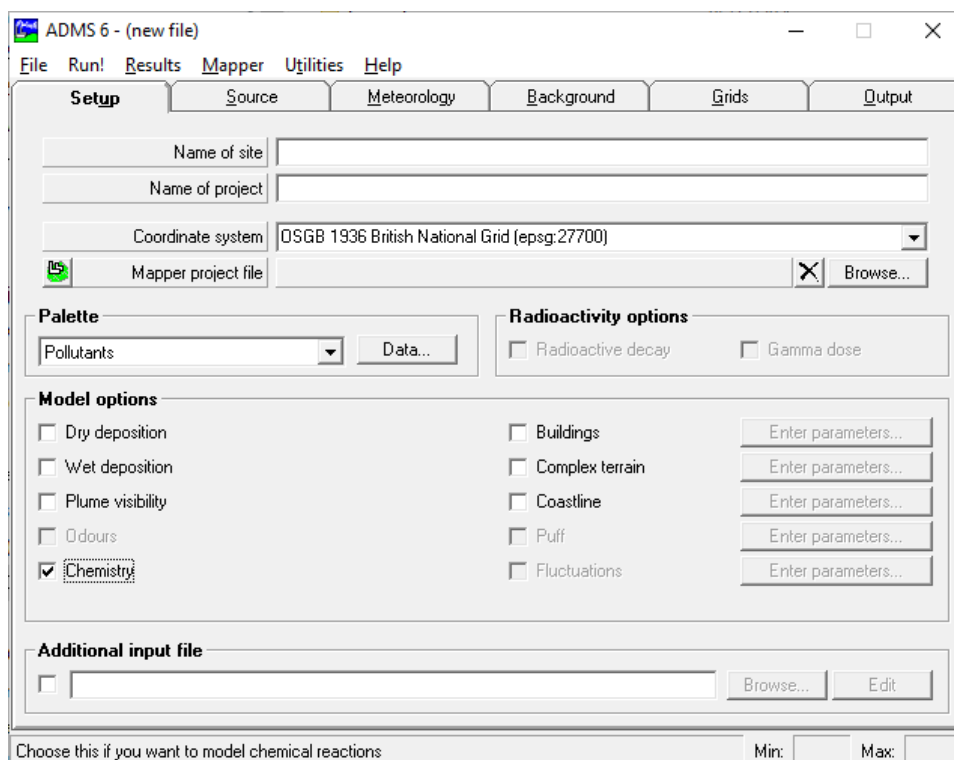 ADMS 6 - (new file)
File Run! Results Mapper Utilities Help
Setup Source Meteorology Background Grids Output
Name of site
Name of project
Coordinate system OSGB 1936 British National Grid (epsg:27700)
Mapper project file Browse...
Palette
Pollutants Data...
Radioactivity options
Radioactive decay Gamma dose
Model options
Dry deposition Buildings Enter parameters...
Wet deposition Complex terrain Enter parameters...
Plume visibility Coastline Enter parameters...
Odours Puff Enter parameters...
Chemistry Fluctuations Enter parameters...
Additional input file
Browse... Edit
Choose this if you want to model chemical reactions Min: Max: